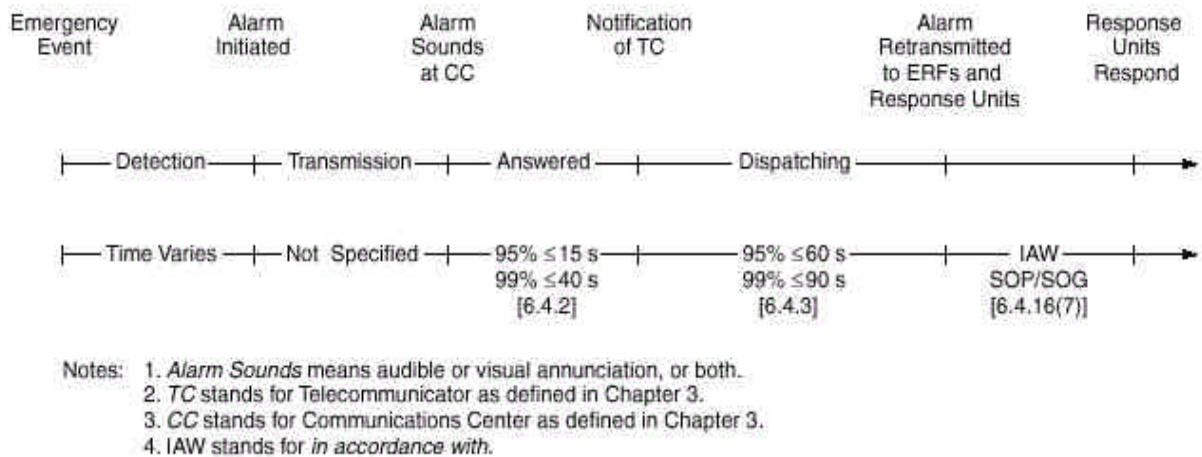 Emergency Event
Alarm Initiated
Alarm Sounds at CC
Notification of TC
Alarm Retransmitted to ERFs and Response Units
Response Units Respond
Detection Transmission Answered Dispatching
Time Varies Not Specified 95% ≤15 s 95% ≤60 s IAW
99% ≤40 s 99% ≤90 s SOP/SOG
[6.4.2] [6.4.3] [6.4.16(7)]
Notes: 1. Alarm Sounds means audible or visual annunciation, or both.
2. TC stands for Telecommunicator as defined in Chapter 3.
3. CC stands for Communications Center as defined in Chapter 3.
4. IAW stands for in accordance with.